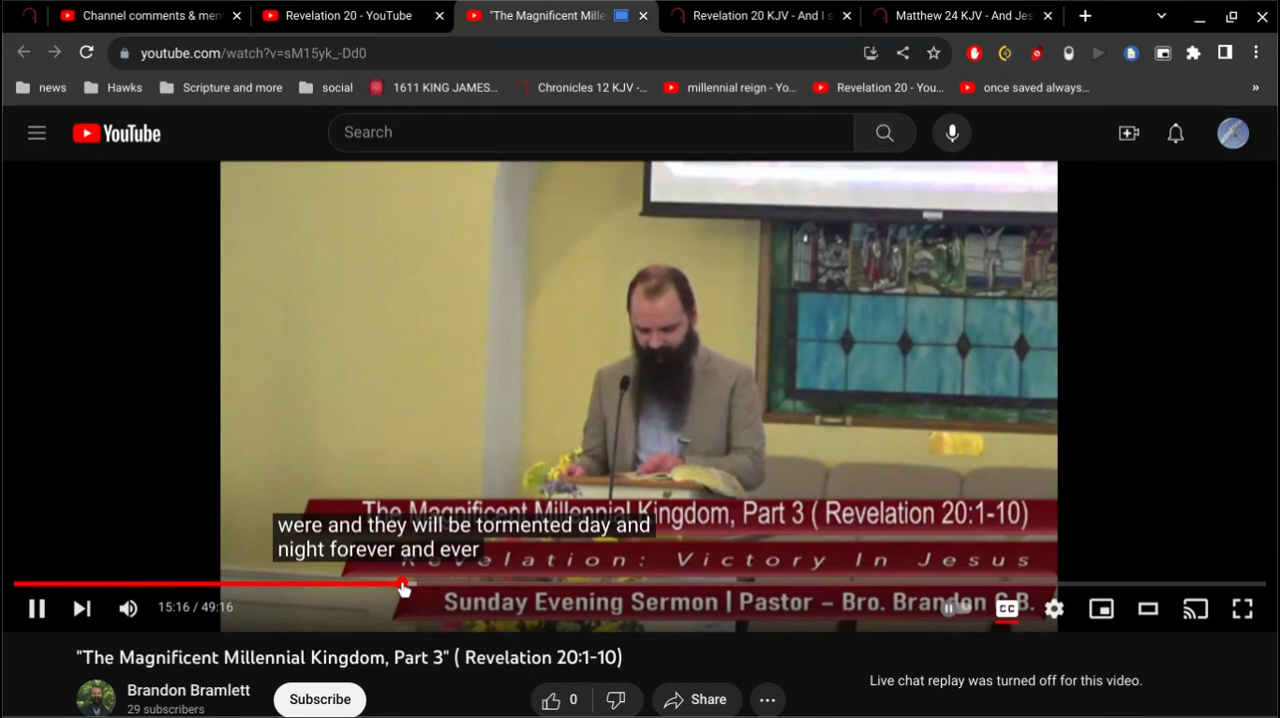 Channel comments & men
Revelation 20 - YouTube
"The Magnificent Mille
Revelation 20 KJV - And I s
Matthew 24 KJV - And Jes
youtube.com/watch?v=sM15yk_-Dd0
news
Hawks
Scripture and more
social
1611 KING JAMES...
Chronicles 12 KJV -...
millennial reign - Yo...
Revelation 20 - You...
once saved always...
»
YouTube
Search
The Magnificent Millennial Kingdom, Part 3 ( Revelation 20:1-10)
were and they will be tormented day and
night forever and ever
Revelation: Victory In Jesus
Sunday Evening Sermon | Pastor – Bro. Brandon S.B.
15:16 / 49:16
CC
"The Magnificent Millennial Kingdom, Part 3" ( Revelation 20:1-10)
Brandon Bramlett
29 subscribers
Subscribe
0
Share
Live chat replay was turned off for this video.